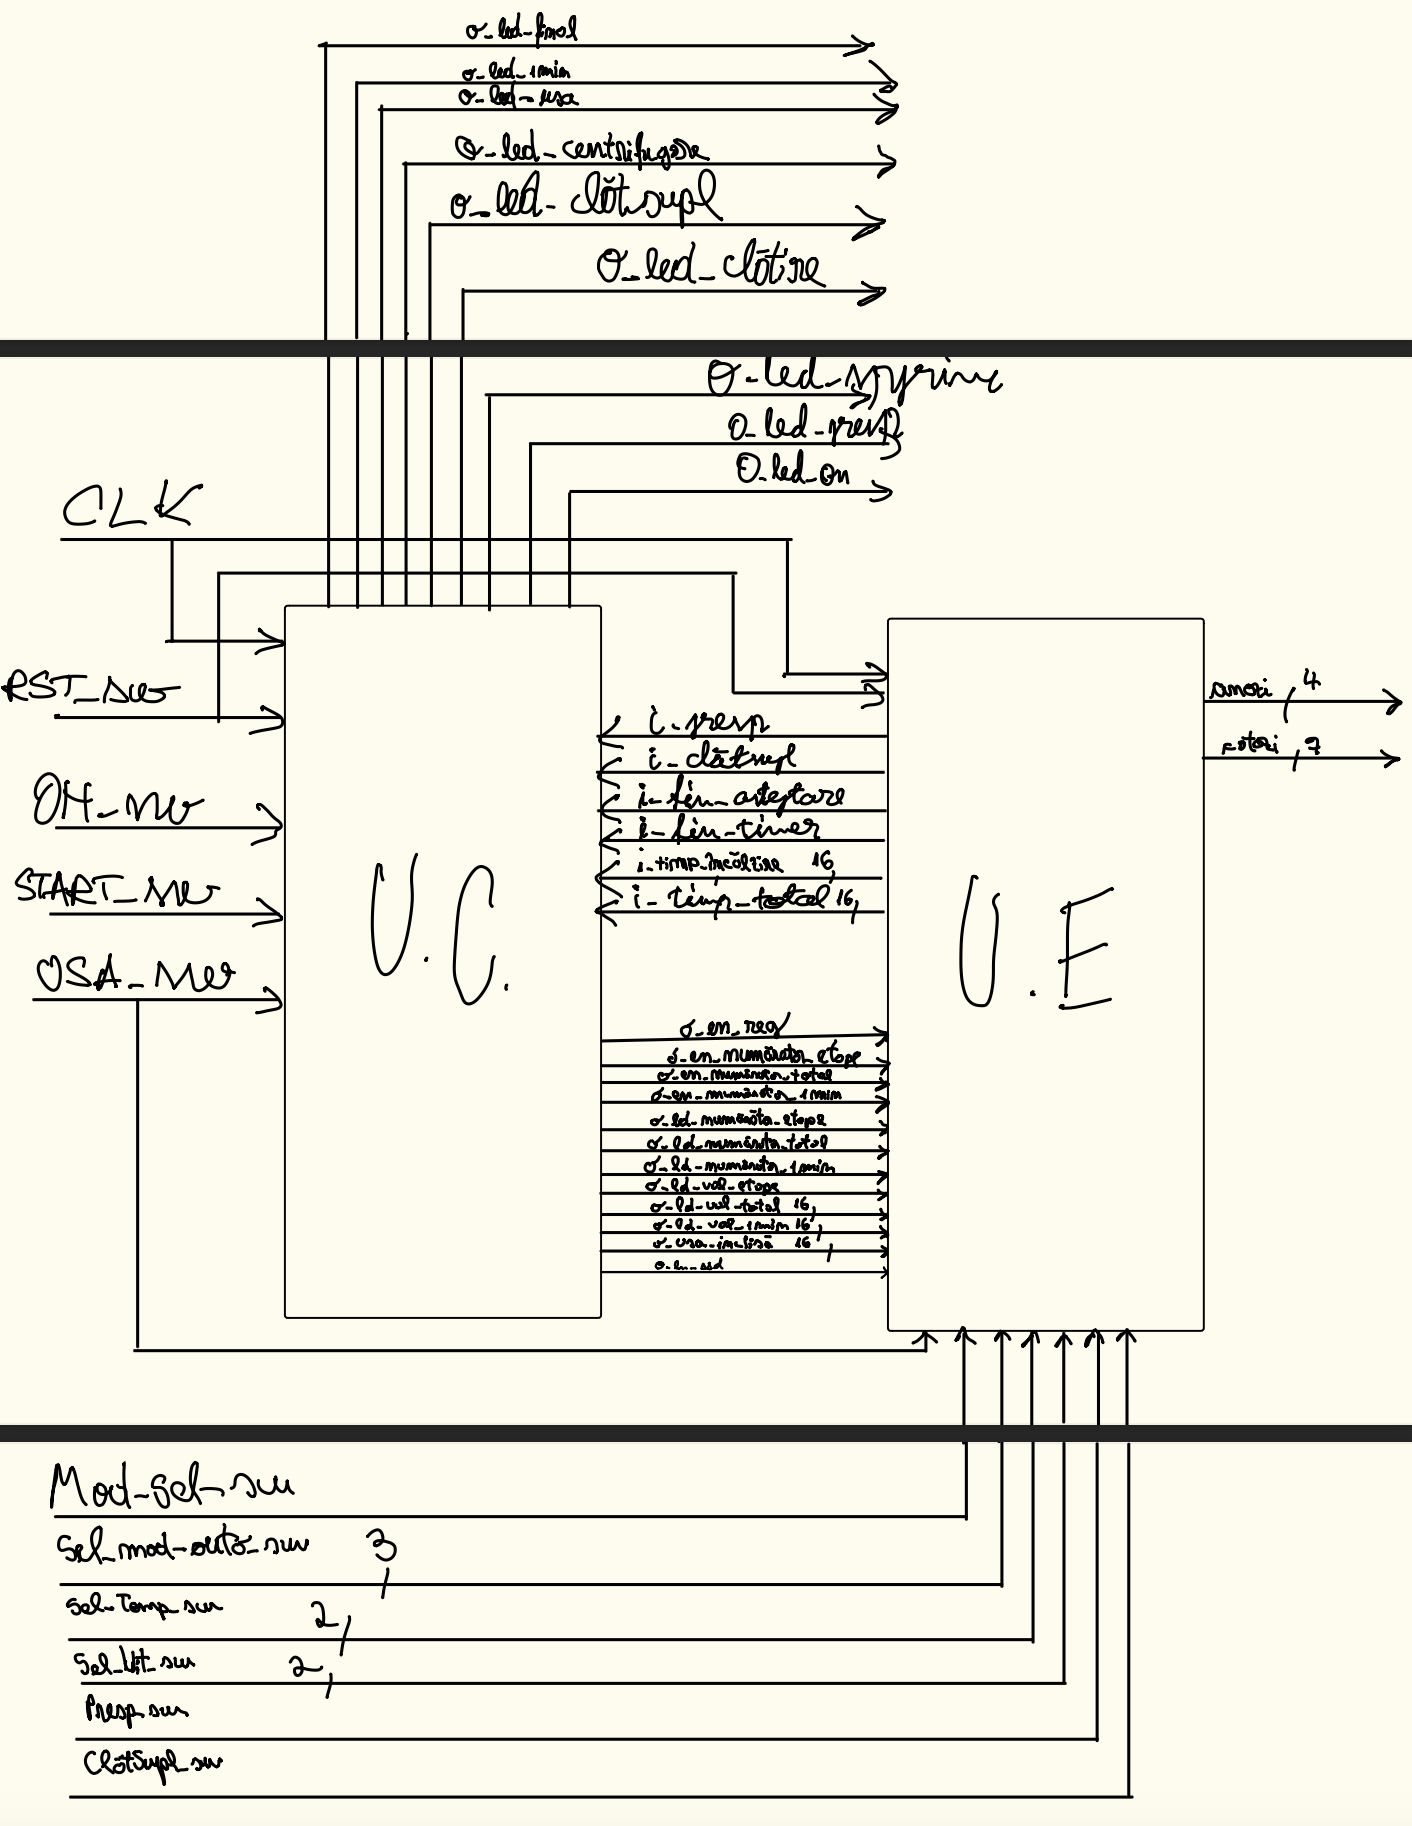 o_led_final
o_led_1min
o_led_usa
o_led_centrifugare
o_led_clătsupl
o_led_clătire
o_led_presp
o_led_on
CLK
RST_sw
ON_sw
START_sw
USA_sw
i_presp
i_clătsupl
i_fin_asteptare
i_fin_timer
i_timp_încălzire 16
i_timp_total 16
U.C.
U.E
anozi 4
catozi 7
o_en_reg
o_en_numărător_etape
o_en_numărător_total
o_en_numărător_1min
o_ld_numărător_etape
o_ld_numărător_total
o_ld_numărător_1min
o_ld_val_etape
o_ld_val_total 16
o_ld_val_1min 16
o_usa_inchisă 16
o_en_ssd
Mod_Sel_sw
Sel_mod_auto_sw 3
Sel_Temp_sw 2
Sel_Vit_sw 2
Presp_sw
ClătSupl_sw